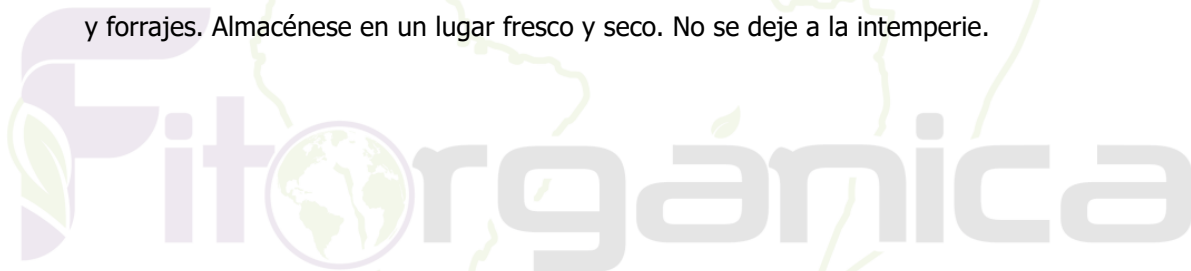 y forrajes. Almacénese en un lugar fresco y seco. No se deje a la intemperie.
Fitorgánica